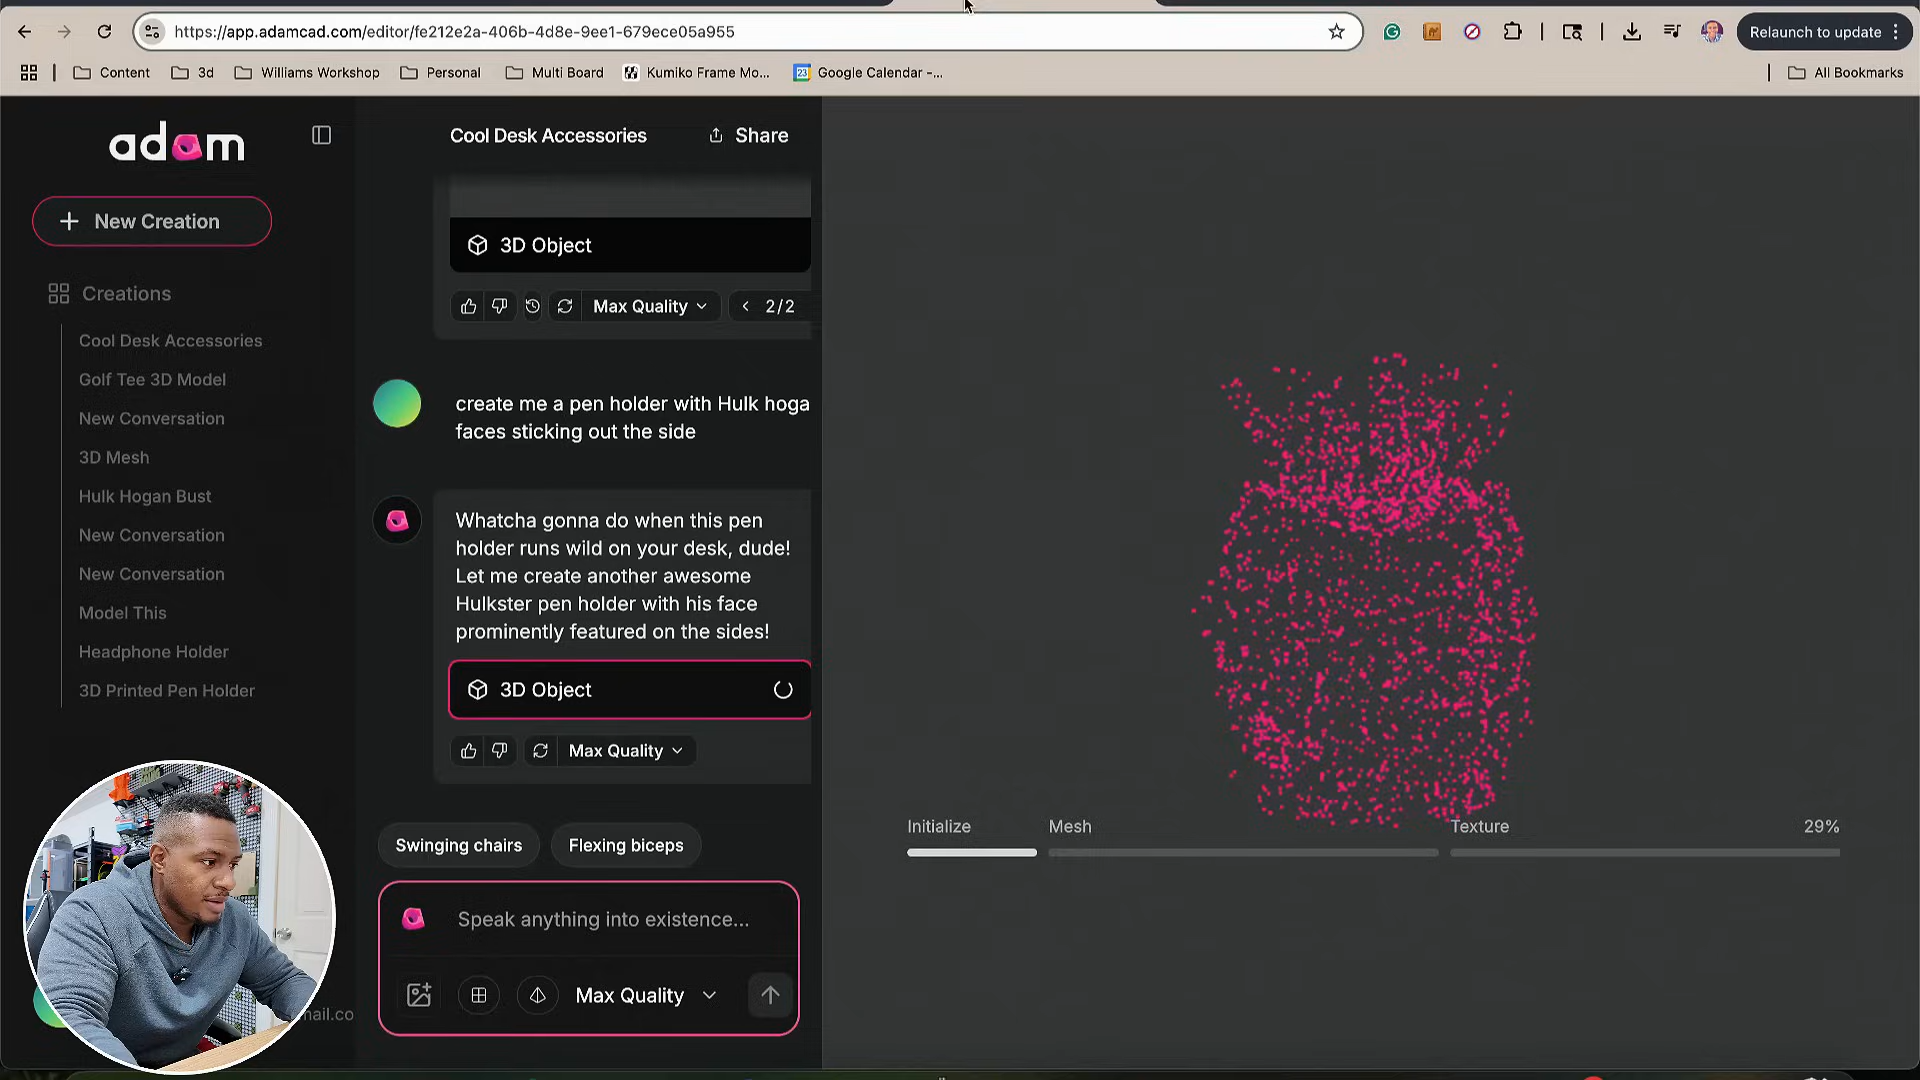 https://app.adamcad.com/editor/fe212e2a-406b-4d8e-9ee1-679ece05a955
Relaunch to update
Content
3d
Williams Workshop
Personal
Multi Board
Kumiko Frame Mo...
23
Google Calendar -...
All Bookmarks
adam
New Creation
Creations
Cool Desk Accessories
Golf Tee 3D Model
New Conversation
3D Mesh
Hulk Hogan Bust
New Conversation
New Conversation
Model This
Headphone Holder
3D Printed Pen Holder
Cool Desk Accessories
Share
3D Object
Max Quality
2/2
create me a pen holder with Hulk hoga
faces sticking out the side
Whatcha gonna do when this pen
holder runs wild on your desk, dude!
Let me create another awesome
Hulkster pen holder with his face
prominently featured on the sides!
3D Object
Max Quality
Swinging chairs
Flexing biceps
Speak anything into existence...
Max Quality
Initialize
Mesh
Texture
29%